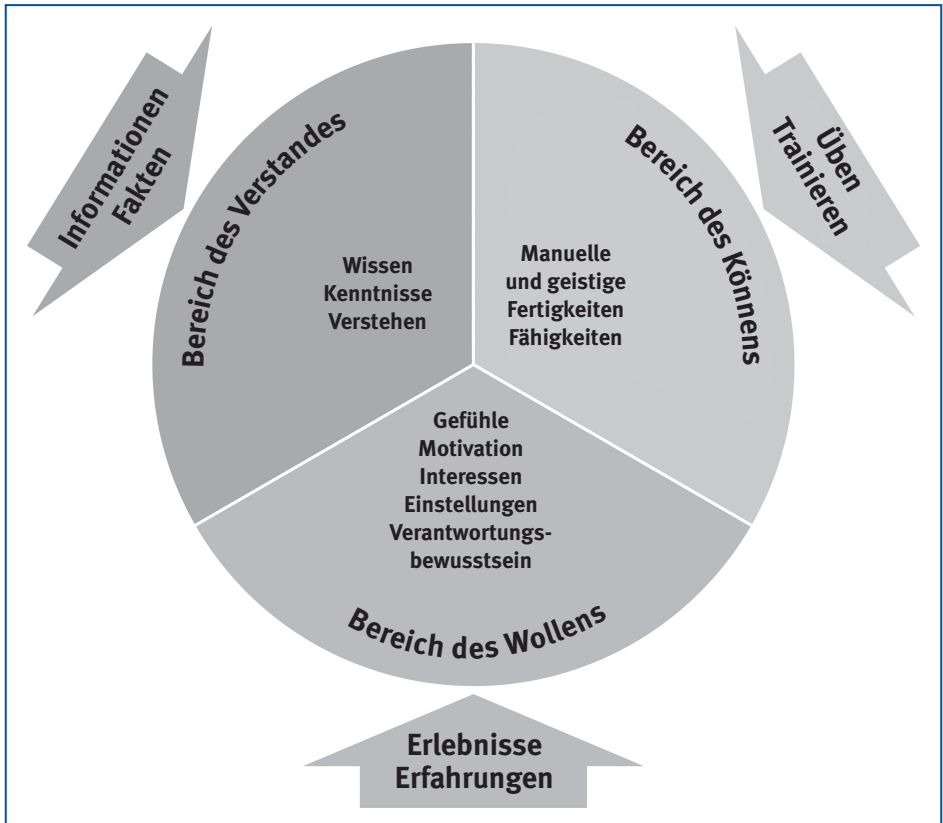 Informationen
Fakten
Bereich des Verstandes
Wissen
Kenntnisse
Verstehen
Üben
Trainieren
Bereich des Könnens
Manuelle
und geistige
Fertigkeiten
Fähigkeiten
Gefühle
Motivation
Interessen
Einstellungen
Verantwortungs-
bewusstsein
Bereich des Wollens
Erlebnisse
Erfahrungen